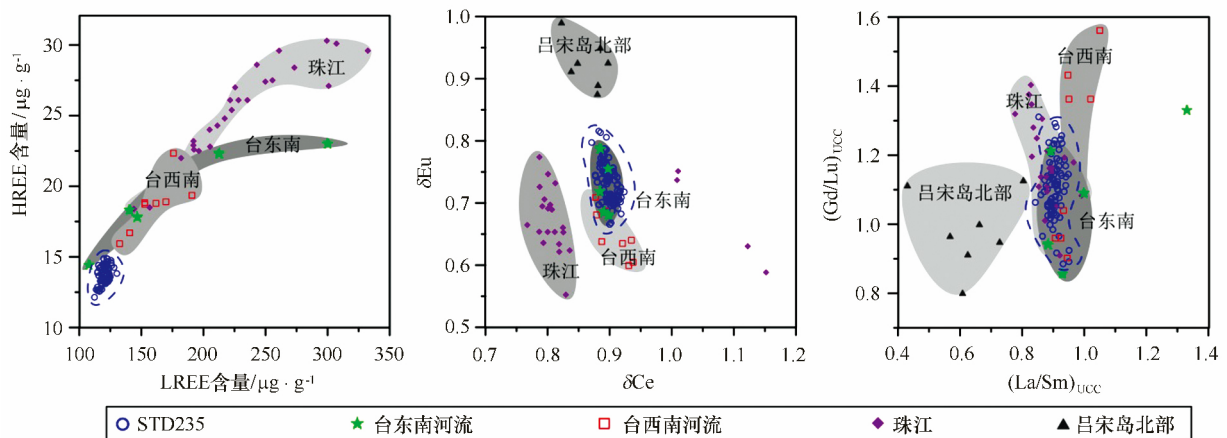 HREE含量/μg · g⁻¹
30
25
20
15
10
100 150 200 250 300 350
LREE含量/μg · g⁻¹
珠江
台东南
台西南
δEu
1.0
0.9
0.8
0.7
0.6
0.5
0.7 0.8 0.9 1.0 1.1 1.2
δCe
吕宋岛北部
台东南
台西南
珠江
(Gd/Lu)UCC
1.6
1.4
1.2
1.0
0.8
0.4 0.6 0.8 1.0 1.2 1.4
(La/Sm)UCC
台西南
珠江
吕宋岛北部
台东南
STD235 台东南河流 台西南河流 珠江 吕宋岛北部